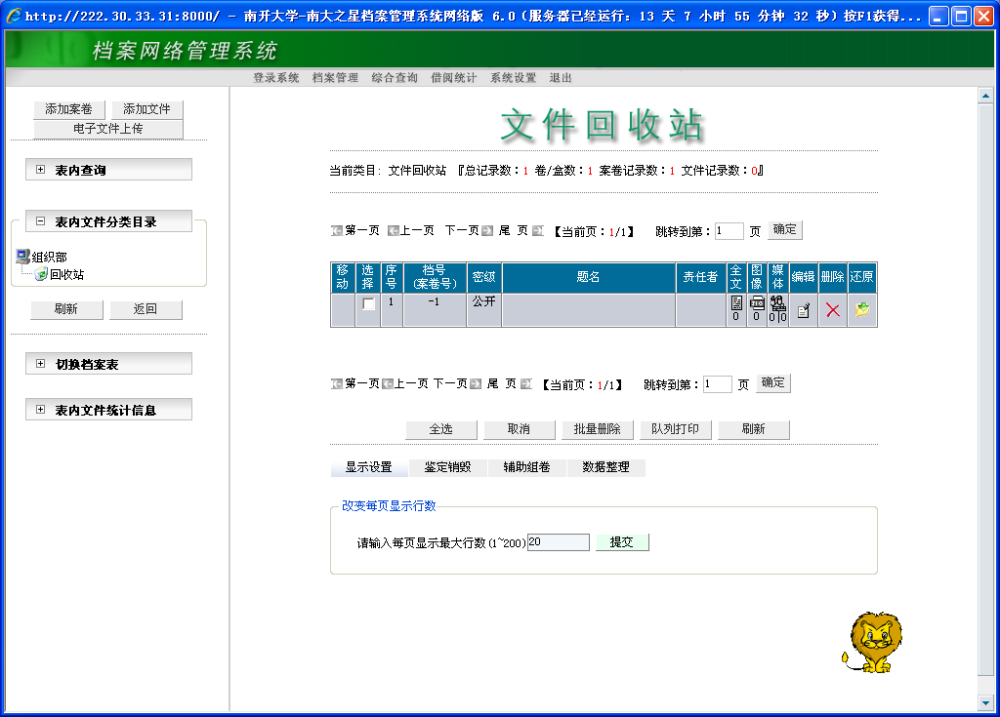 http://222.30.33.31:8000/ - 南开大学-南大之星档案管理系统网络版 6.0（服务器已经运行：13 天 7 小时 55 分钟 32 秒）按F1获得...
档案网络管理系统
登录系统 档案管理 综合查询 借阅统计 系统设置 退出
添加案卷 添加文件
电子文件上传
表内查询
表内文件分类目录
组织部
回收站
刷新 返回
切换档案表
表内文件统计信息
文件回收站
当前类目: 文件回收站 『总记录数：1 卷/盒数：1 案卷记录数：1 文件记录数：0』
第一页 上一页 下一页 尾 页 【当前页：1/1】 跳转到第：1 页 确定
移动 选择 序号 档号（案卷号） 密级 题名 责任者 全文 图像 媒体 编辑 删除 还原
1 -1 公开 0 0 0|0
第一页 上一页 下一页 尾 页 【当前页：1/1】 跳转到第：1 页 确定
全选 取消 批量删除 队列打印 刷新
显示设置 鉴定销毁 辅助组卷 数据整理
改变每页显示行数
请输入每页显示最大行数(1~200) 20 提交